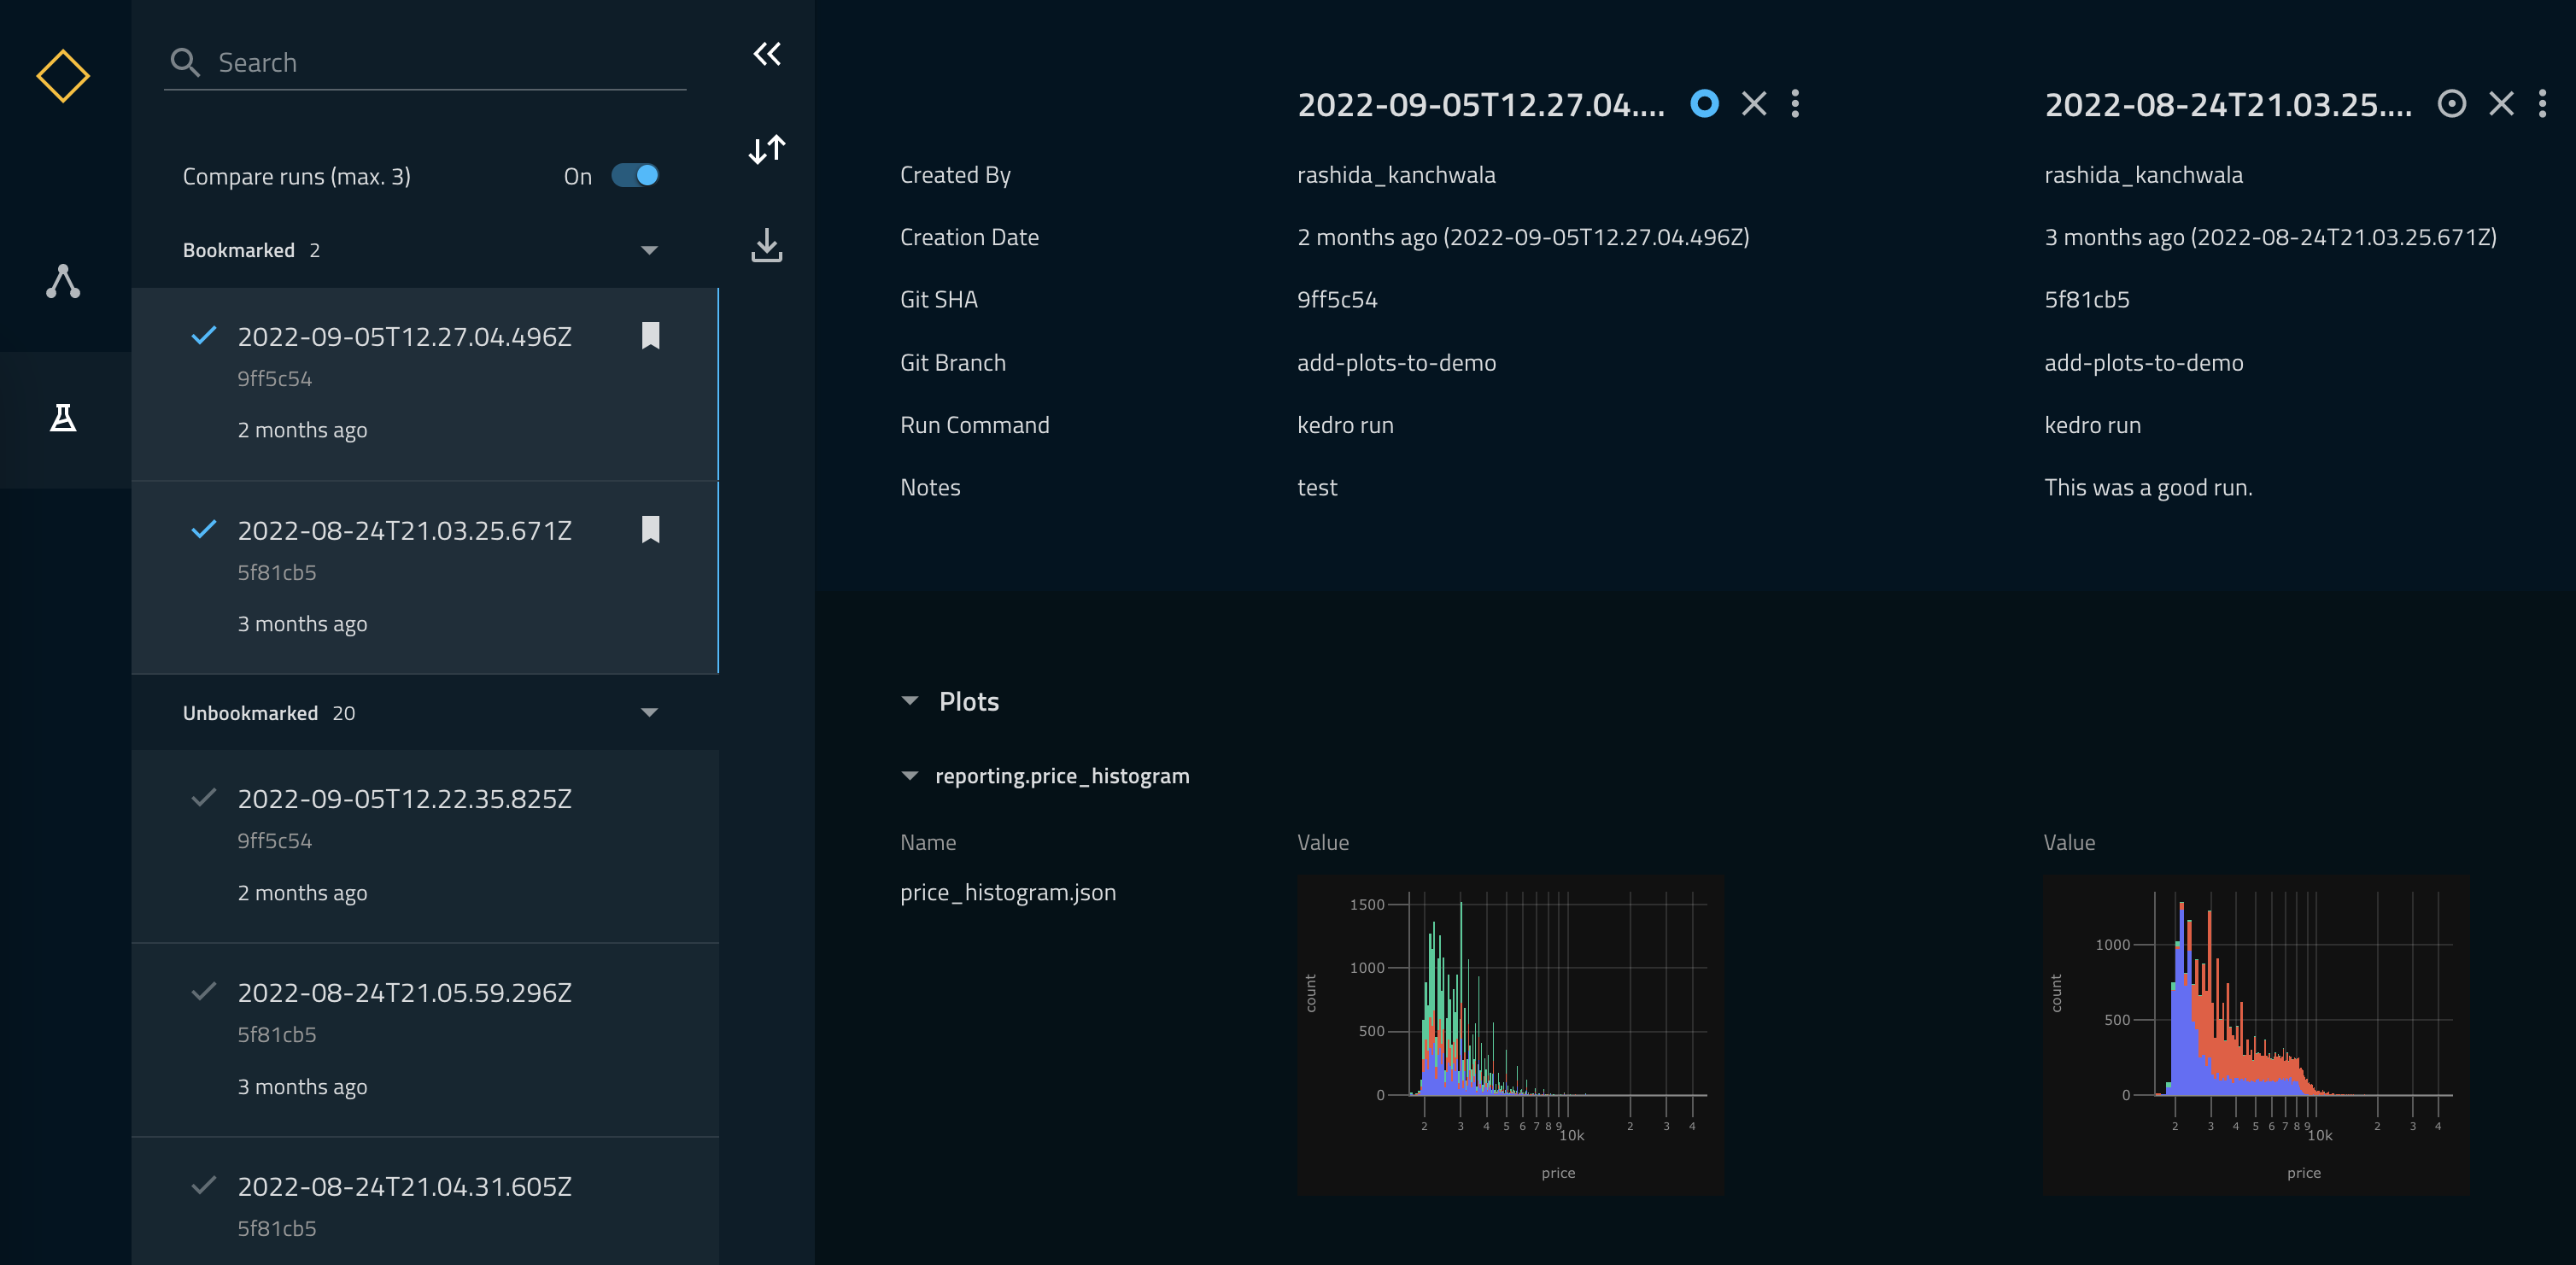 Search
Compare runs (max. 3) On
Bookmarked 2
2022-09-05T12.27.04.496Z
9ff5c54
2 months ago
2022-08-24T21.03.25.671Z
5f81cb5
3 months ago
Unbookmarked 20
2022-09-05T12.22.35.825Z
9ff5c54
2 months ago
2022-08-24T21.05.59.296Z
5f81cb5
3 months ago
2022-08-24T21.04.31.605Z
5f81cb5
2022-09-05T12.27.04.... 2022-08-24T21.03.25....
Created By rashida_kanchwala rashida_kanchwala
Creation Date 2 months ago (2022-09-05T12.27.04.496Z) 3 months ago (2022-08-24T21.03.25.671Z)
Git SHA 9ff5c54 5f81cb5
Git Branch add-plots-to-demo add-plots-to-demo
Run Command kedro run kedro run
Notes test This was a good run.
Plots
reporting.price_histogram
Name Value Value
price_histogram.json
1500
1000
500
0
count
2 3 4 5 6 7 8 9 10k 2 3 4
price
1000
500
0
count
2 3 4 5 6 7 8 9 10k 2 3 4
price